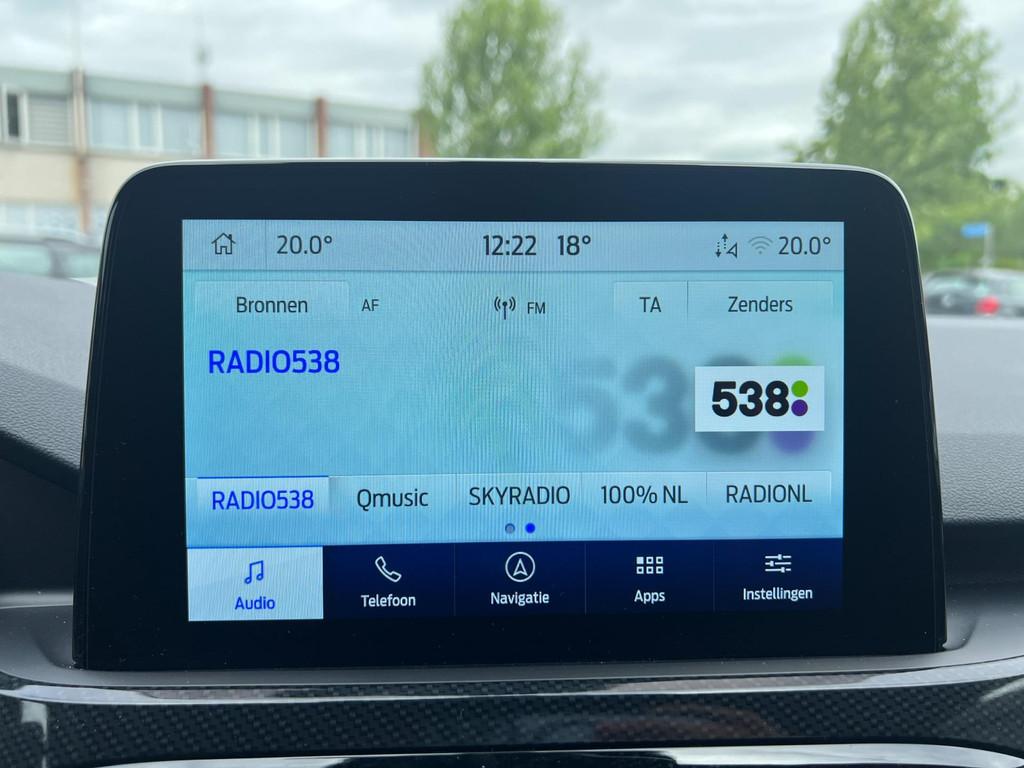 20.0° 12:22 18° 20.0°
Bronnen AF FM TA Zenders
RADIO538
538
RADIO538 Qmusic SKYRADIO 100% NL RADIONL
Audio Telefoon Navigatie Apps Instellingen